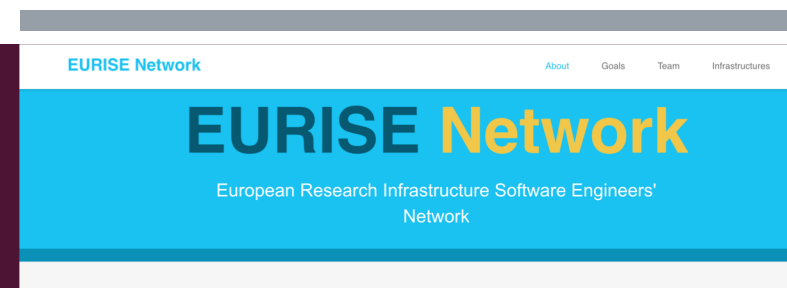 EURISE Network
About Goals Team Infrastructures
EURISE Network
European Research Infrastructure Software Engineers'
Network